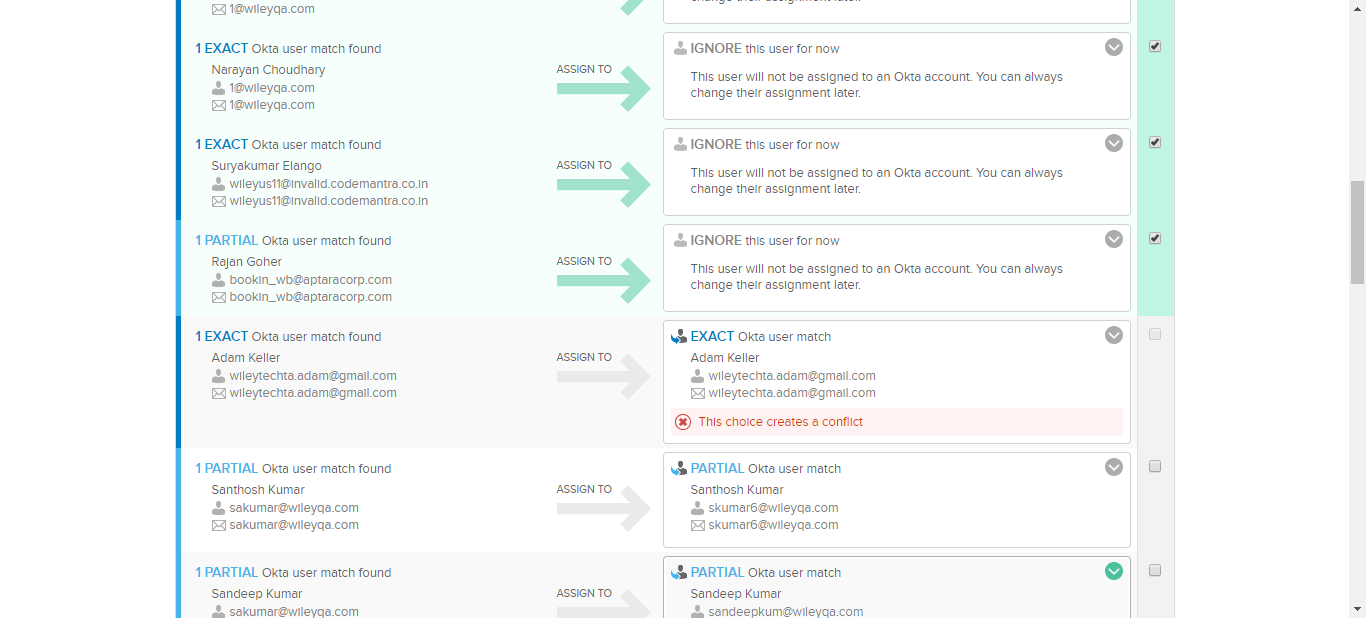 1@wileyqa.com
change their assignment later.
1 EXACT Okta user match found
Narayan Choudhary
1@wileyqa.com
1@wileyqa.com
ASSIGN TO
IGNORE this user for now
This user will not be assigned to an Okta account. You can always
change their assignment later.
1 EXACT Okta user match found
Suryakumar Elango
wileyus11@invalid.codemantra.co.in
wileyus11@invalid.codemantra.co.in
ASSIGN TO
IGNORE this user for now
This user will not be assigned to an Okta account. You can always
change their assignment later.
1 PARTIAL Okta user match found
Rajan Goher
bookin_wb@aptaracorp.com
bookin_wb@aptaracorp.com
ASSIGN TO
IGNORE this user for now
This user will not be assigned to an Okta account. You can always
change their assignment later.
1 EXACT Okta user match found
Adam Keller
wileytechta.adam@gmail.com
wileytechta.adam@gmail.com
ASSIGN TO
EXACT Okta user match
Adam Keller
wileytechta.adam@gmail.com
wileytechta.adam@gmail.com
This choice creates a conflict
1 PARTIAL Okta user match found
Santhosh Kumar
sakumar@wileyqa.com
sakumar@wileyqa.com
ASSIGN TO
PARTIAL Okta user match
Santhosh Kumar
skumar6@wileyqa.com
skumar6@wileyqa.com
1 PARTIAL Okta user match found
Sandeep Kumar
sakumar@wileyqa.com
ASSIGN TO
PARTIAL Okta user match
Sandeep Kumar
sandeepkum@wileyqa.com